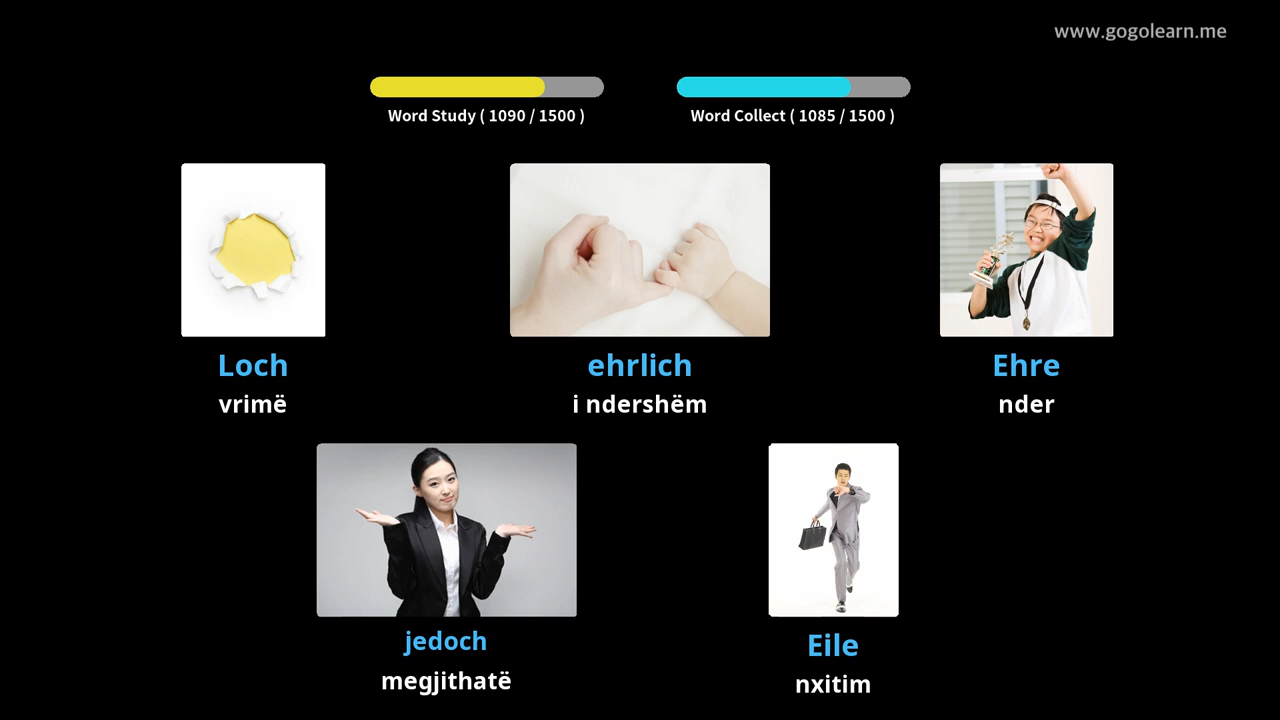 www.gogolearn.me
Word Study ( 1090 / 1500 )
Word Collect ( 1085 / 1500 )
Loch
vrimë
ehrlich
i ndershëm
Ehre
nder
jedoch
megjithatë
Eile
nxitim